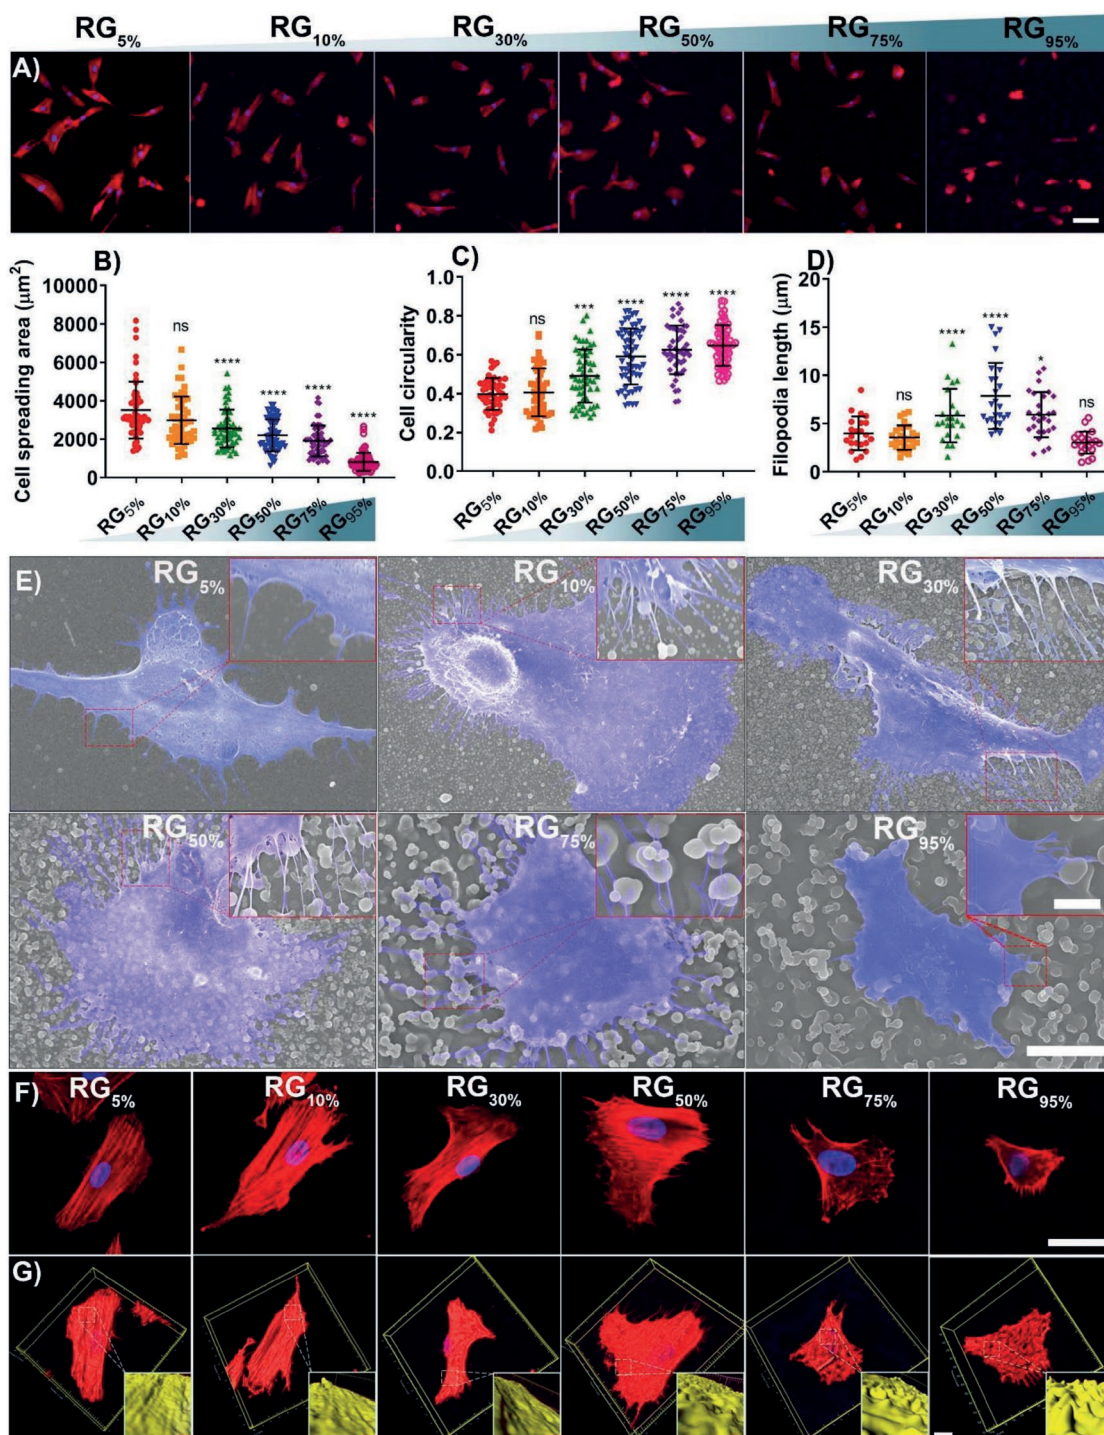 RG5% RG10% RG30% RG50% RG75% RG95%
A)
B)
Cell spreading area (μm2)
10000
8000
6000
4000
2000
0
ns
****
****
****
****
RG5% RG10% RG30% RG50% RG75% RG95%
C)
Cell circularity
1.0
0.8
0.6
0.4
0.2
0.0
ns
***
****
****
****
RG5% RG10% RG30% RG50% RG75% RG95%
D)
Filopodia length (μm)
20
15
10
5
0
ns
****
****
*
ns
RG5% RG10% RG30% RG50% RG75% RG95%
E)
RG5% RG10% RG30%
RG50% RG75% RG95%
F)
RG5% RG10% RG30% RG50% RG75% RG95%
G)